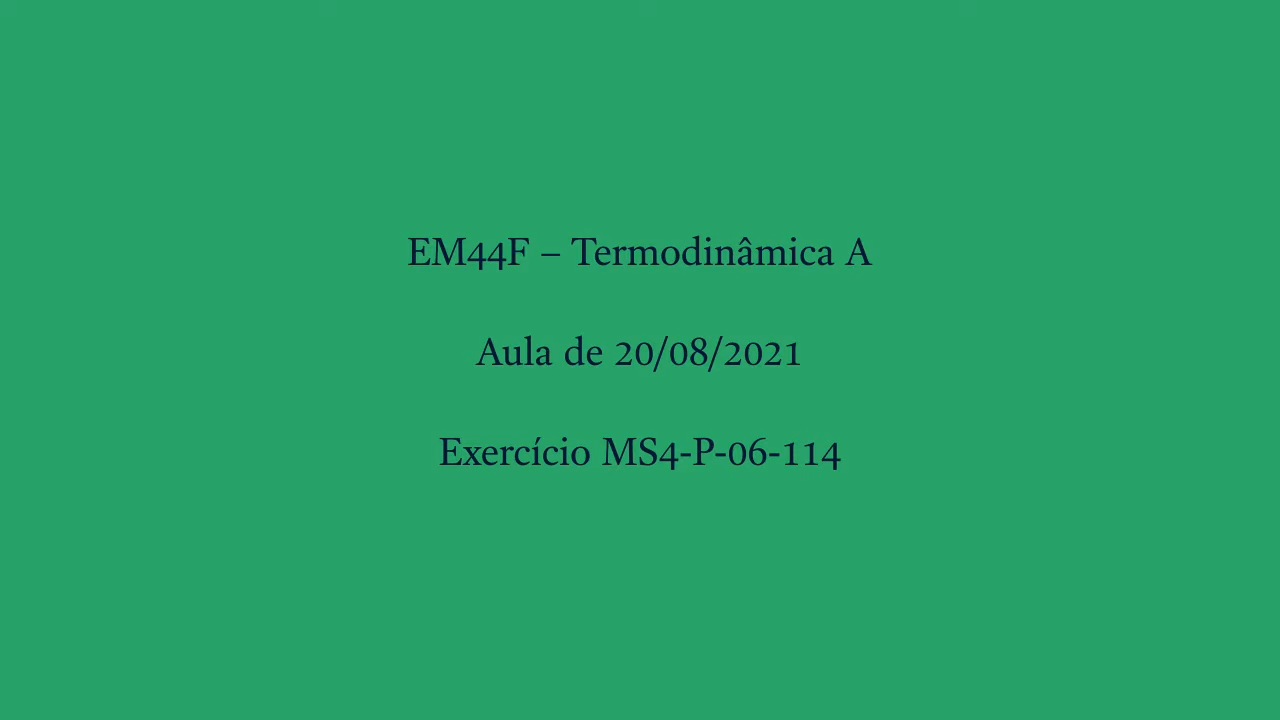 EM44F – Termodinâmica A
Aula de 20/08/2021
Exercício MS4-P-06-114